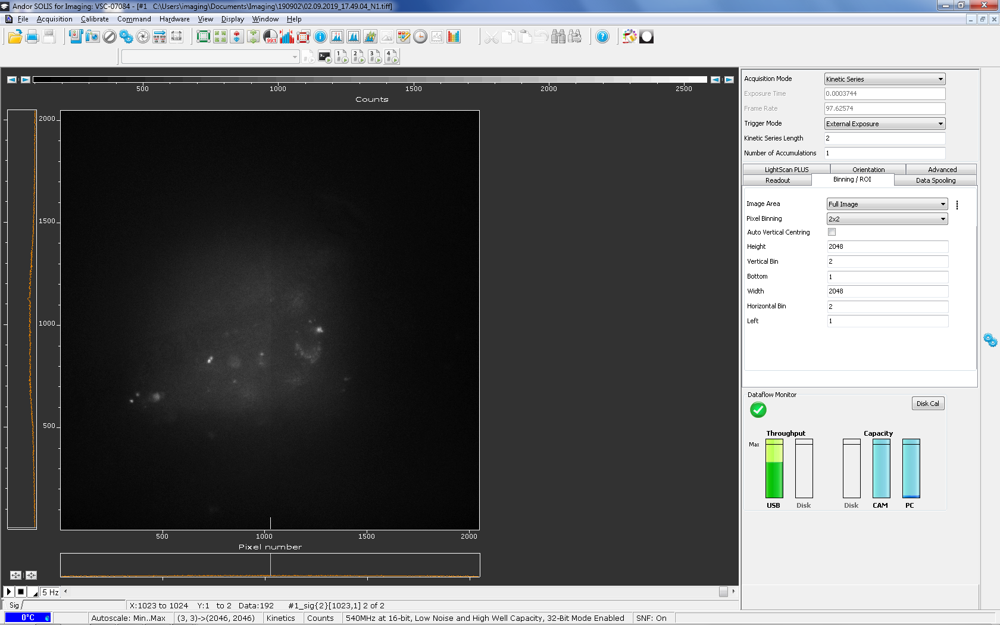 Andor SOLIS for Imaging: VSC-07084 - [#1   C:\Users\imaging\Documents\Imaging\190902\02.09.2019_17.49.04_N1.tiff]
File Acquisition Calibrate Command Hardware View Display Window Help
99:1
# 1 # 2 # 3 # 4 #
500 1000 1500 2000 2500
Counts
2000
1500
1000
500
500 1000 1500 2000
Pixel number
5 Hz
Sig
X:1023 to 1024 Y:1 to 2 Data:192 #1_sig{2}[1023,1] 2 of 2
0°C Autoscale: Min..Max (3, 3)->(2046, 2046) Kinetics Counts 540MHz at 16-bit, Low Noise and High Well Capacity, 32-Bit Mode Enabled SNF: On
Acquisition Mode Kinetic Series
Exposure Time 0.0003744
Frame Rate 97.62574
Trigger Mode External Exposure
Kinetic Series Length 2
Number of Accumulations 1
LightScan PLUS Orientation Advanced
Readout Binning / ROI Data Spooling
Image Area Full Image
Pixel Binning 2x2
Auto Vertical Centring
Height 2048
Vertical Bin 2
Bottom 1
Width 2048
Horizontal Bin 2
Left 1
Dataflow Monitor
Disk Cal
Throughput Capacity
Max
USB Disk Disk CAM PC